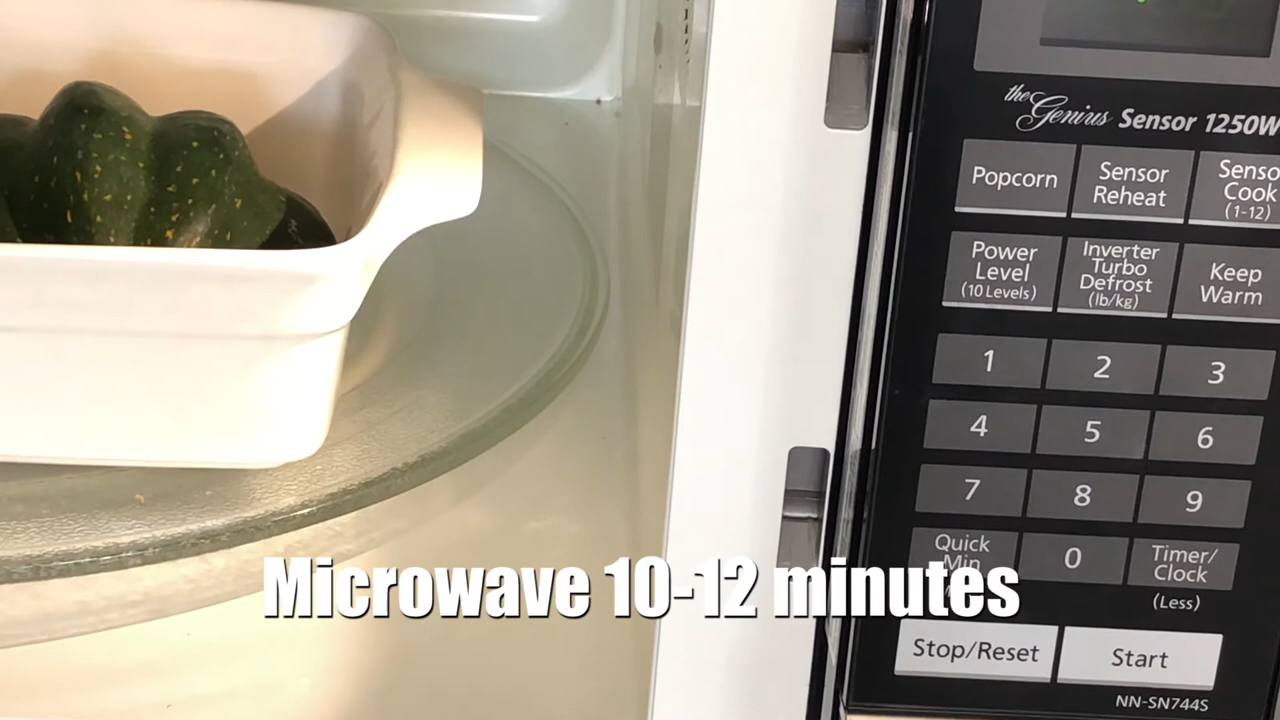 the Genius Sensor 1250W
Popcorn
Sensor
Reheat
Senso
Cook
(1-12)
Power
Level
(10 Levels)
Inverter
Turbo
Defrost
(lb/kg)
Keep
Warm
1 2 3
4 5 6
7 8 9
Quick
Min
0
Timer/
Clock
(Less)
Microwave 10-12 minutes
Stop/Reset
Start
NN-SN744S